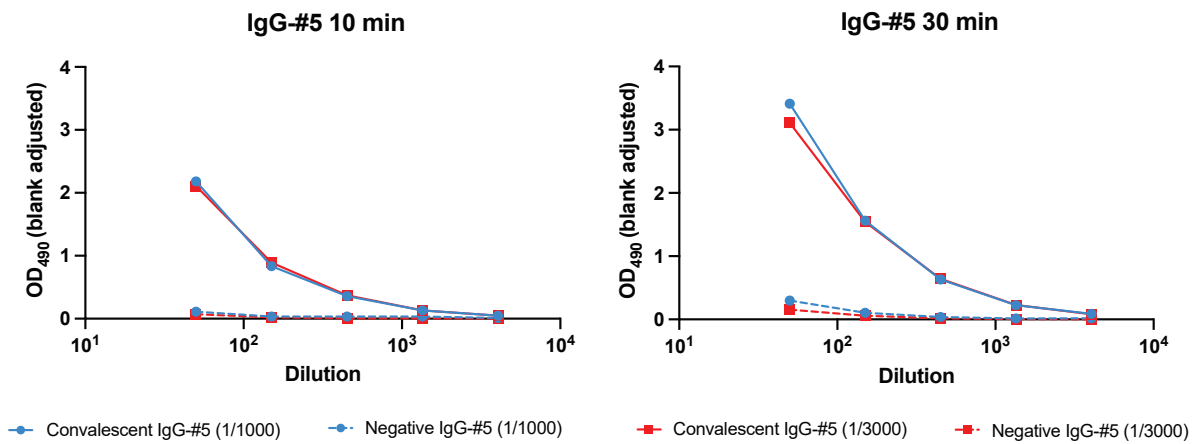 IgG-#5 10 min
OD490 (blank adjusted)
4
3
2
1
0
10¹ 10² 10³ 10⁴
Dilution
IgG-#5 30 min
OD490 (blank adjusted)
4
3
2
1
0
10¹ 10² 10³ 10⁴
Dilution
Convalescent IgG-#5 (1/1000) Negative IgG-#5 (1/1000) Convalescent IgG-#5 (1/3000) Negative IgG-#5 (1/3000)